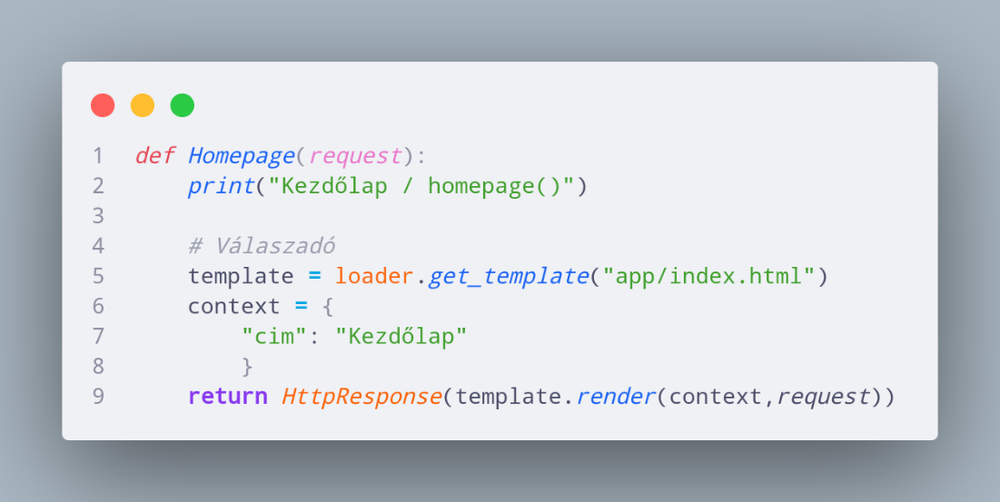 1 def Homepage(request):
2     print("Kezdőlap / homepage()")
3
4     # Válaszadó
5     template = loader.get_template("app/index.html")
6     context = {
7         "cim": "Kezdőlap"
8         }
9     return HttpResponse(template.render(context,request))